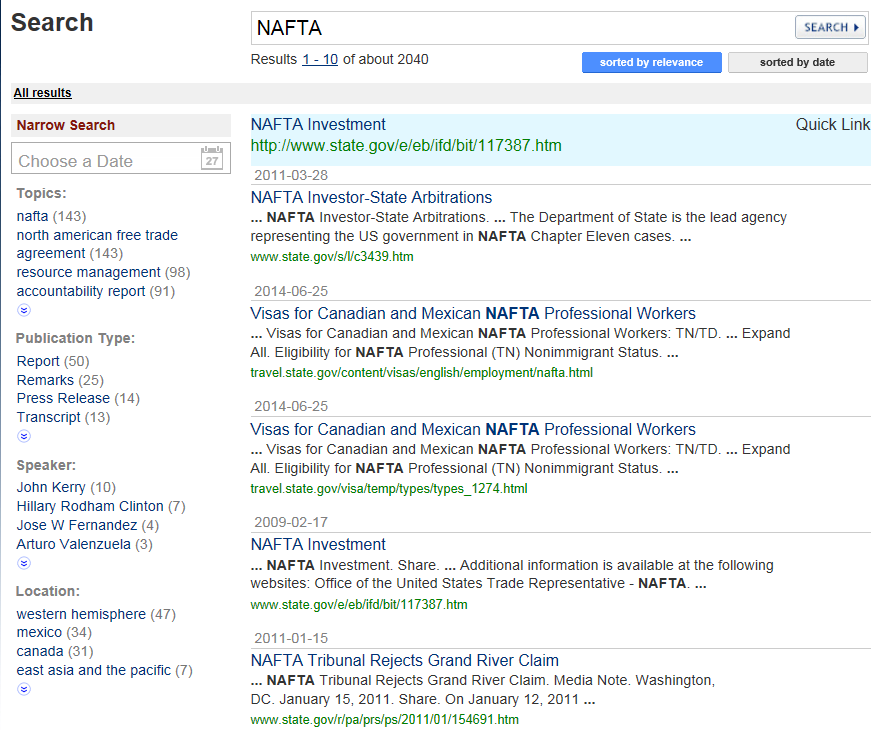 Search
NAFTA
SEARCH
Results 1 - 10 of about 2040
sorted by relevance
sorted by date
All results
Narrow Search
Choose a Date
27
Topics:
nafta (143)
north american free trade
agreement (143)
resource management (98)
accountability report (91)
Publication Type:
Report (50)
Remarks (25)
Press Release (14)
Transcript (13)
Speaker:
John Kerry (10)
Hillary Rodham Clinton (7)
Jose W Fernandez (4)
Arturo Valenzuela (3)
Location:
western hemisphere (47)
mexico (34)
canada (31)
east asia and the pacific (7)
NAFTA Investment
Quick Link
http://www.state.gov/e/eb/ifd/bit/117387.htm
2011-03-28
NAFTA Investor-State Arbitrations
... NAFTA Investor-State Arbitrations. ... The Department of State is the lead agency
representing the US government in NAFTA Chapter Eleven cases. ...
www.state.gov/s/l/c3439.htm
2014-06-25
Visas for Canadian and Mexican NAFTA Professional Workers
... Visas for Canadian and Mexican NAFTA Professional Workers: TN/TD. ... Expand
All. Eligibility for NAFTA Professional (TN) Nonimmigrant Status. ...
travel.state.gov/content/visas/english/employment/nafta.html
2014-06-25
Visas for Canadian and Mexican NAFTA Professional Workers
... Visas for Canadian and Mexican NAFTA Professional Workers: TN/TD. ... Expand
All. Eligibility for NAFTA Professional (TN) Nonimmigrant Status. ...
travel.state.gov/visa/temp/types/types_1274.html
2009-02-17
NAFTA Investment
... NAFTA Investment. Share. ... Additional information is available at the following
websites: Office of the United States Trade Representative - NAFTA. ...
www.state.gov/e/eb/ifd/bit/117387.htm
2011-01-15
NAFTA Tribunal Rejects Grand River Claim
... NAFTA Tribunal Rejects Grand River Claim. Media Note. Washington,
DC. January 15, 2011. Share. On January 12, 2011 ...
www.state.gov/r/pa/prs/ps/2011/01/154691.htm